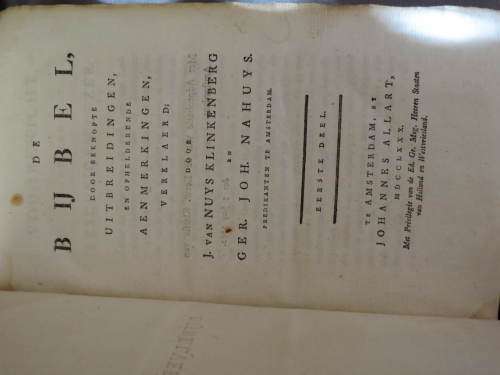 DE
BIJBEL,
DOOR BEKNOPTE
UITBREIDINGEN,
EN OPHELDERENDE
AENMERKINGEN,
VERKLAERD;
DOOR
J. VAN NUYS KLINKENBERG
EN
GER. JOH. NAHUYS.
PREDIKANTEN TE AMSTERDAM.
EERSTE DEEL.
TE AMSTERDAM, BY
JOHANNES ALLART,
MDCCLXXX.
Met Privilegie van de Ed. Gr. Mog. Heeren Staaten
van Holland en Westvriesland.